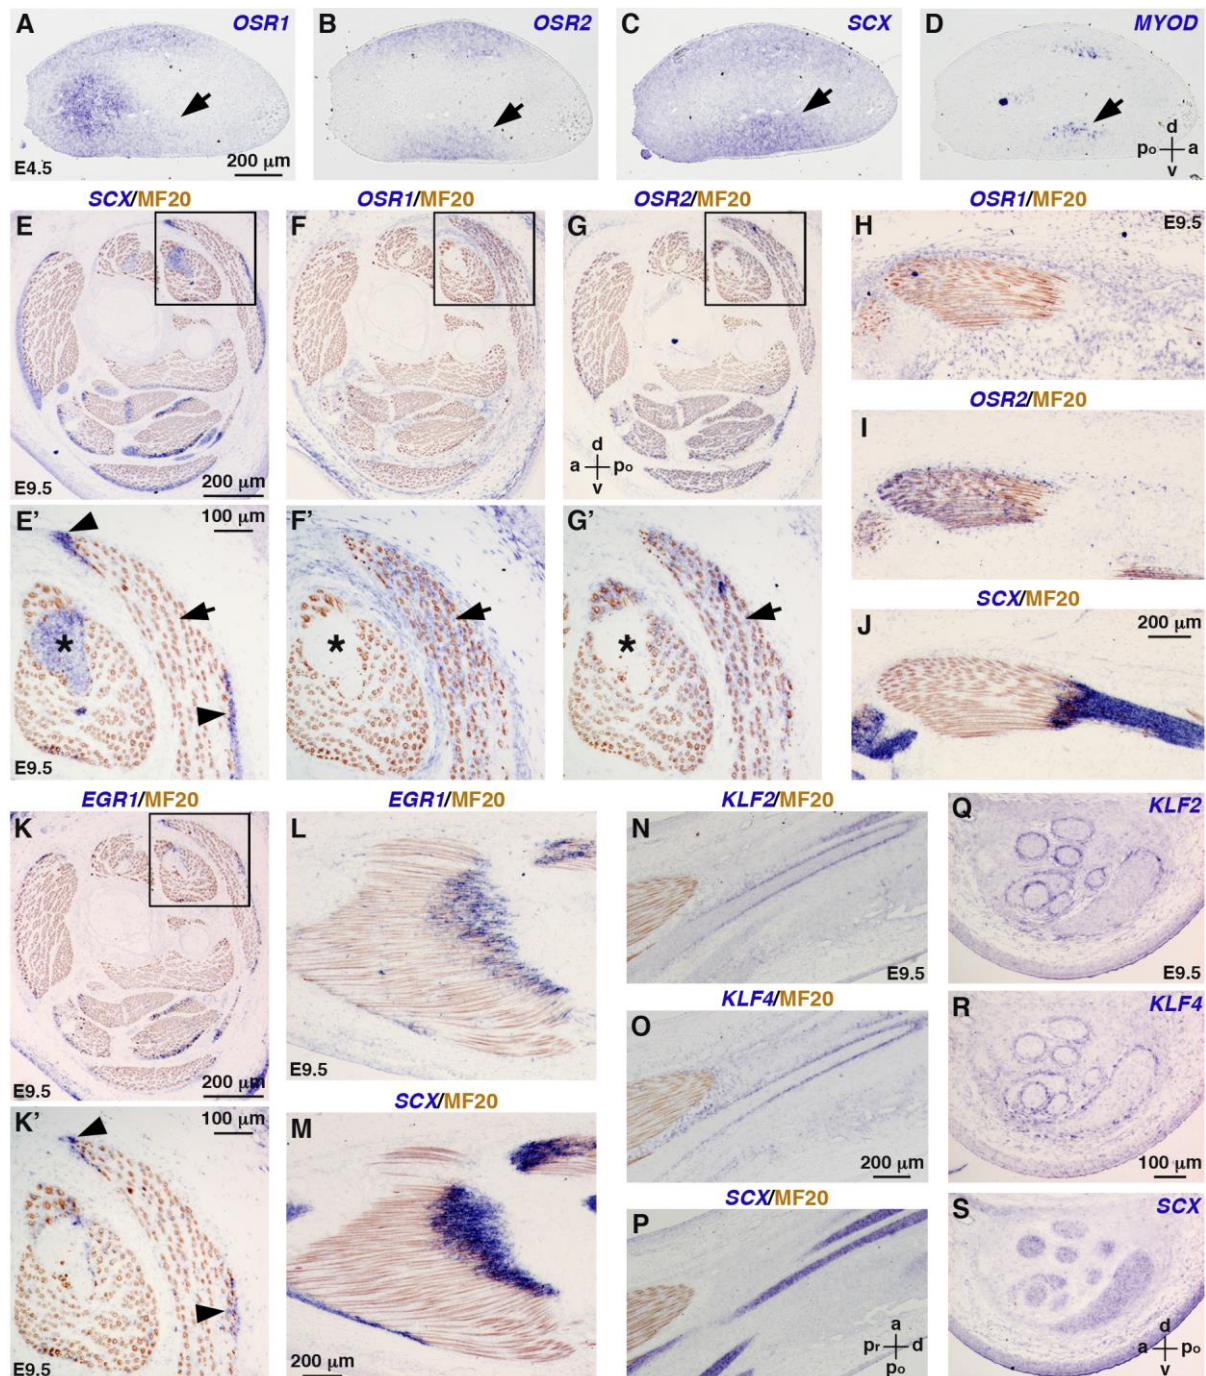 A OSR1
B OSR2
C SCX
D MYOD
E4.5 200 μm
d
po a
v
SCX/MF20
OSR1/MF20
OSR2/MF20
OSR1/MF20
E
F
G
H E9.5
OSR2/MF20
I
d
a po
v
E9.5 200 μm
SCX/MF20
E' 100 μm
F'
G'
J 200 μm
*
*
*
E9.5
EGR1/MF20
EGR1/MF20
KLF2/MF20
K
L
N
Q KLF2
E9.5
E9.5
KLF4/MF20
O
R KLF4
E9.5 200 μm
E9.5
SCX/MF20
200 μm
100 μm
K' 100 μm
M
SCX/MF20
P
S SCX
a
pr d
po
d
a po
v
E9.5
200 μm